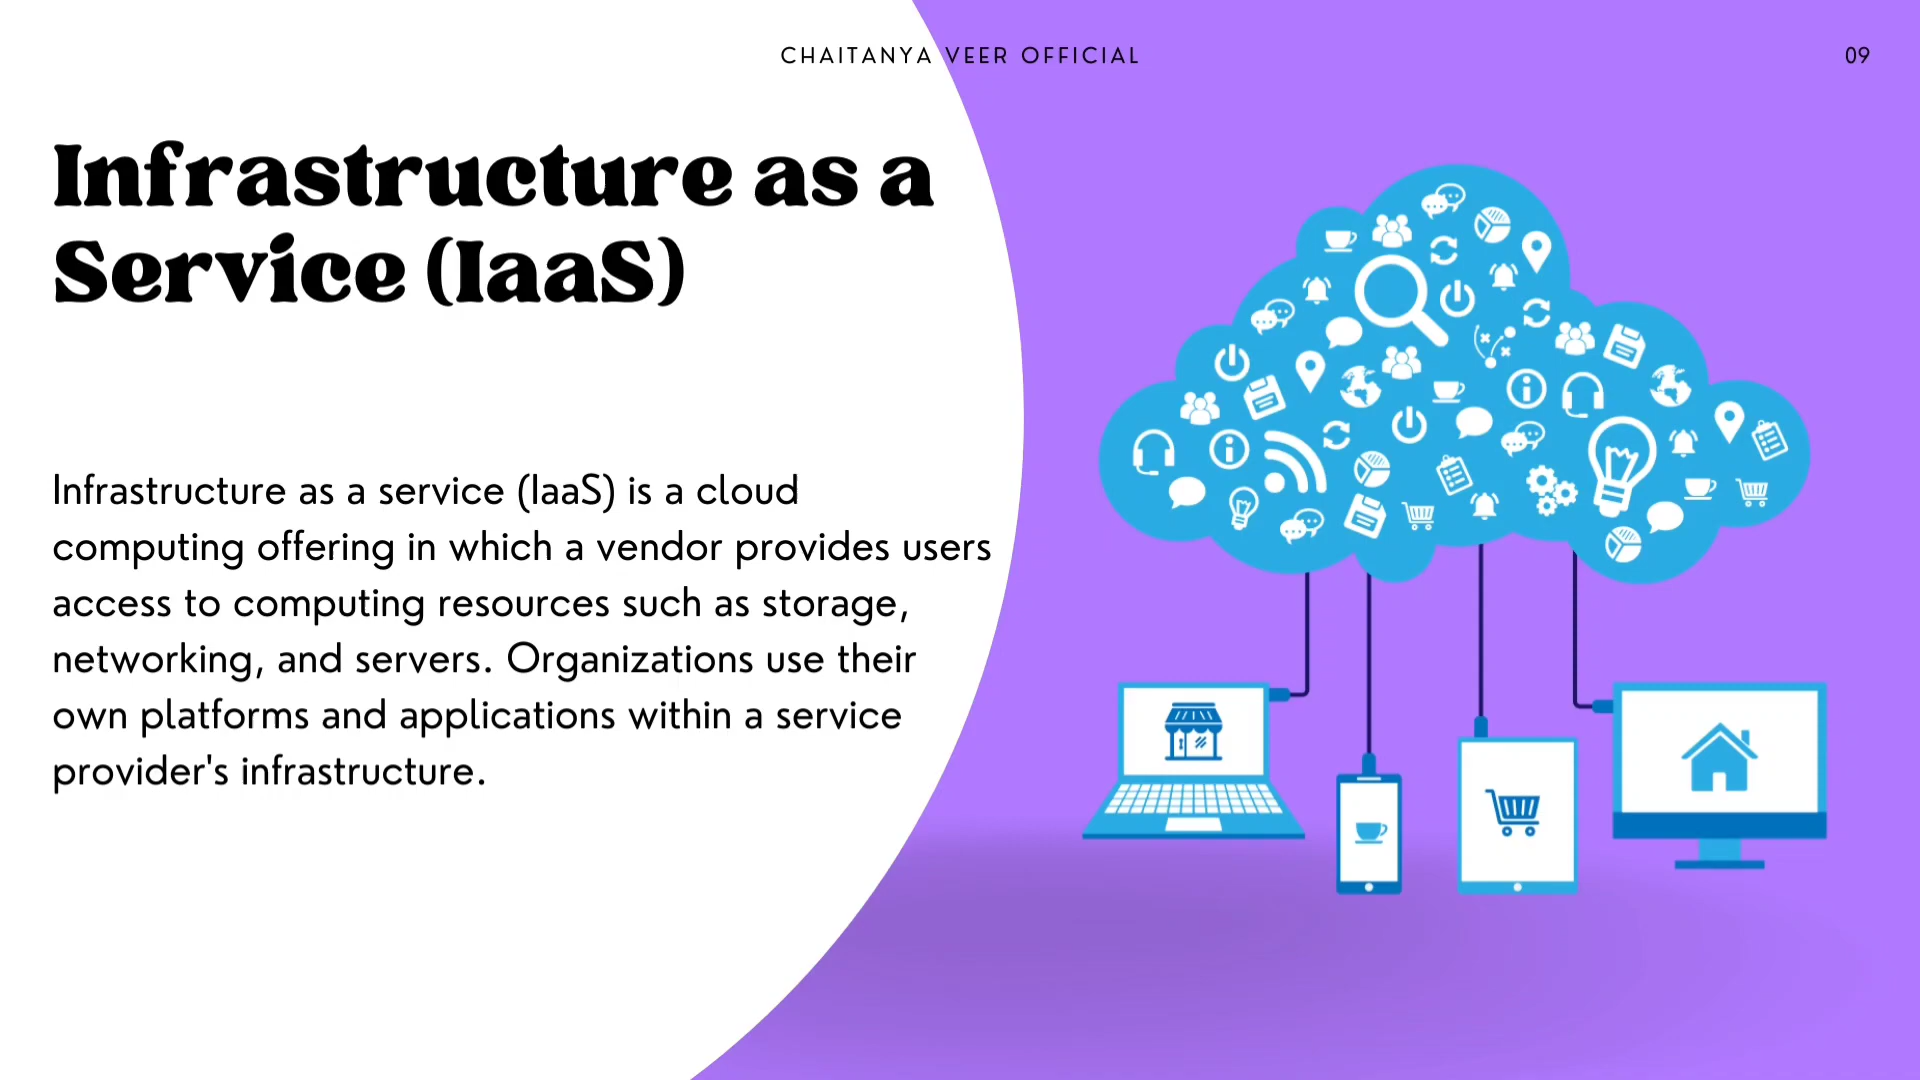 CHAITANYA VEER OFFICIAL
09
Infrastructure as a
Service (IaaS)
Infrastructure as a service (IaaS) is a cloud
computing offering in which a vendor provides users
access to computing resources such as storage,
networking, and servers. Organizations use their
own platforms and applications within a service
provider's infrastructure.